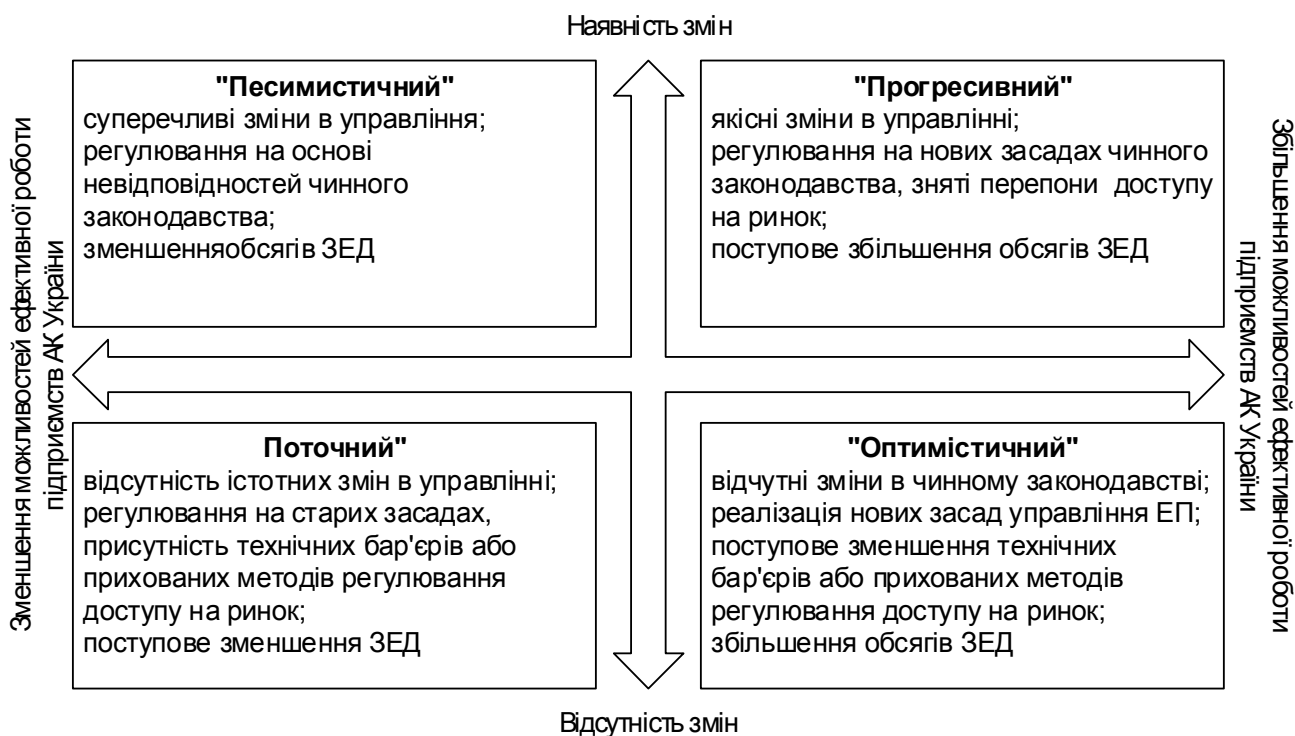 Наявність змін
Зменшення можливостей ефективної роботи
підприємств АК України
"Песимистичний"
суперечливі зміни в управління;
регулювання на основі
невідповідностей чинного
законодавства;
зменшенняобсягів ЗЕД
"Прогресивний"
якісні зміни в управлінні;
регулювання на нових засадах чинного
законодавства, зняті перепони доступу
на ринок;
поступове збільшення обсягів ЗЕД
Збільшення можливостей ефективної роботи
підприємств АК України
Поточний"
відсутність істотних змін в управлінні;
регулювання на старих засадах,
присутність технічних бар'єрів або
прихованих методів регулювання
доступу на ринок;
поступове зменшення ЗЕД
"Оптимістичний"
відчутні зміни в чинному законодавстві;
реалізація нових засад управління ЕП;
поступове зменшення технічних
бар'єрів або прихованих методів
регулювання доступу на ринок;
збільшення обсягів ЗЕД
Відсутність змін